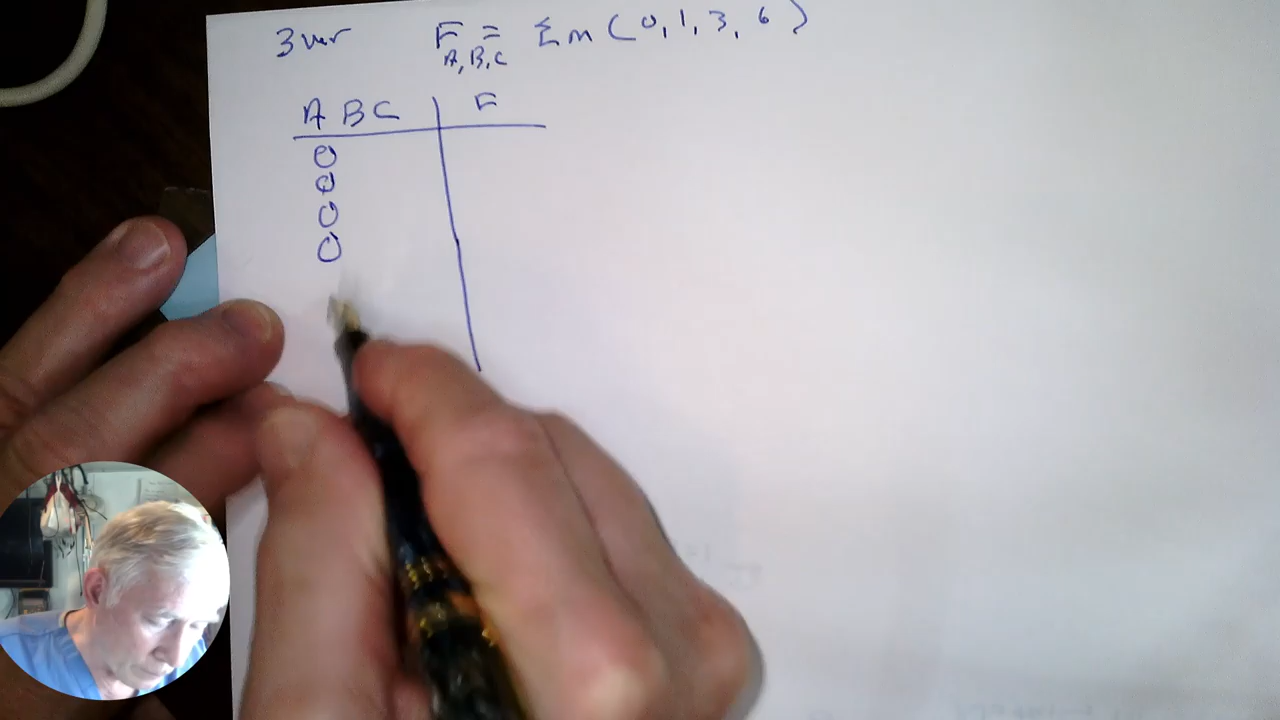 3 var F = Σm (0, 1, 3, 6)
A,B,C
A B C F
0
0
0
0